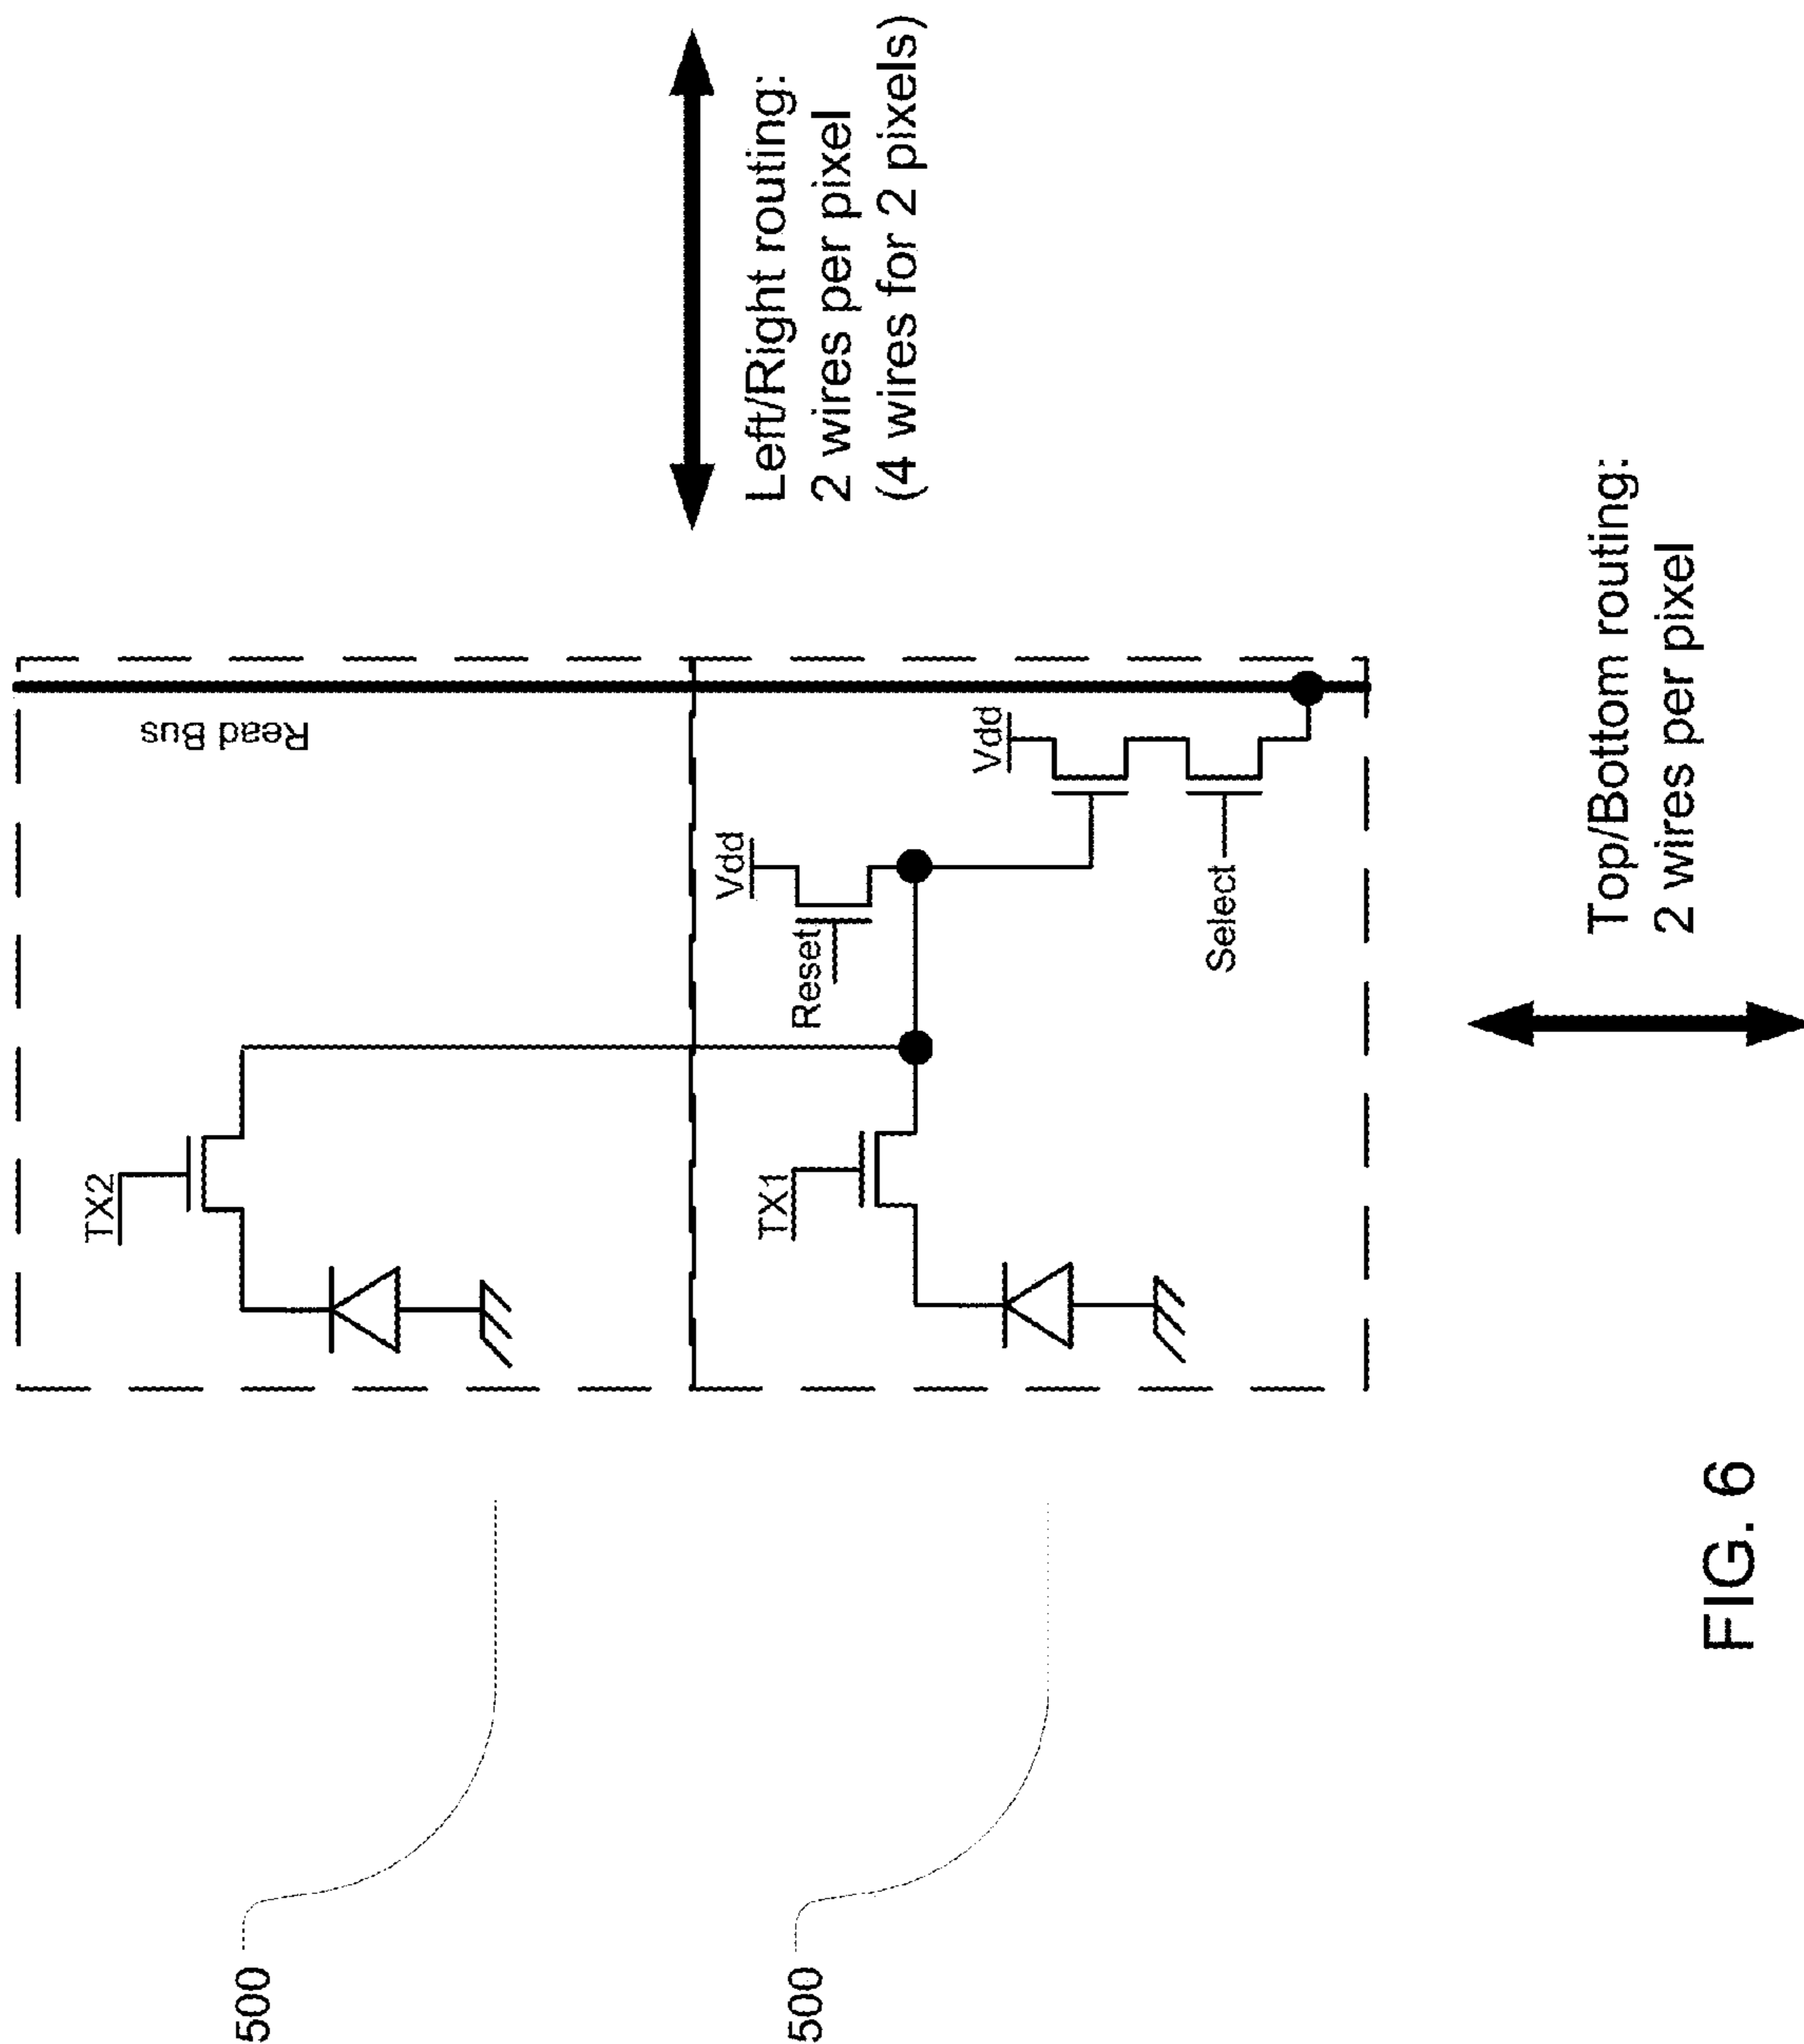 500
500
TX2
TX1
Reset
Vdd
Select
Vdd
Read Bus
Left/Right routing:
2 wires per pixel
(4 wires for 2 pixels)
Top/Bottom routing:
2 wires per pixel
FIG. 6